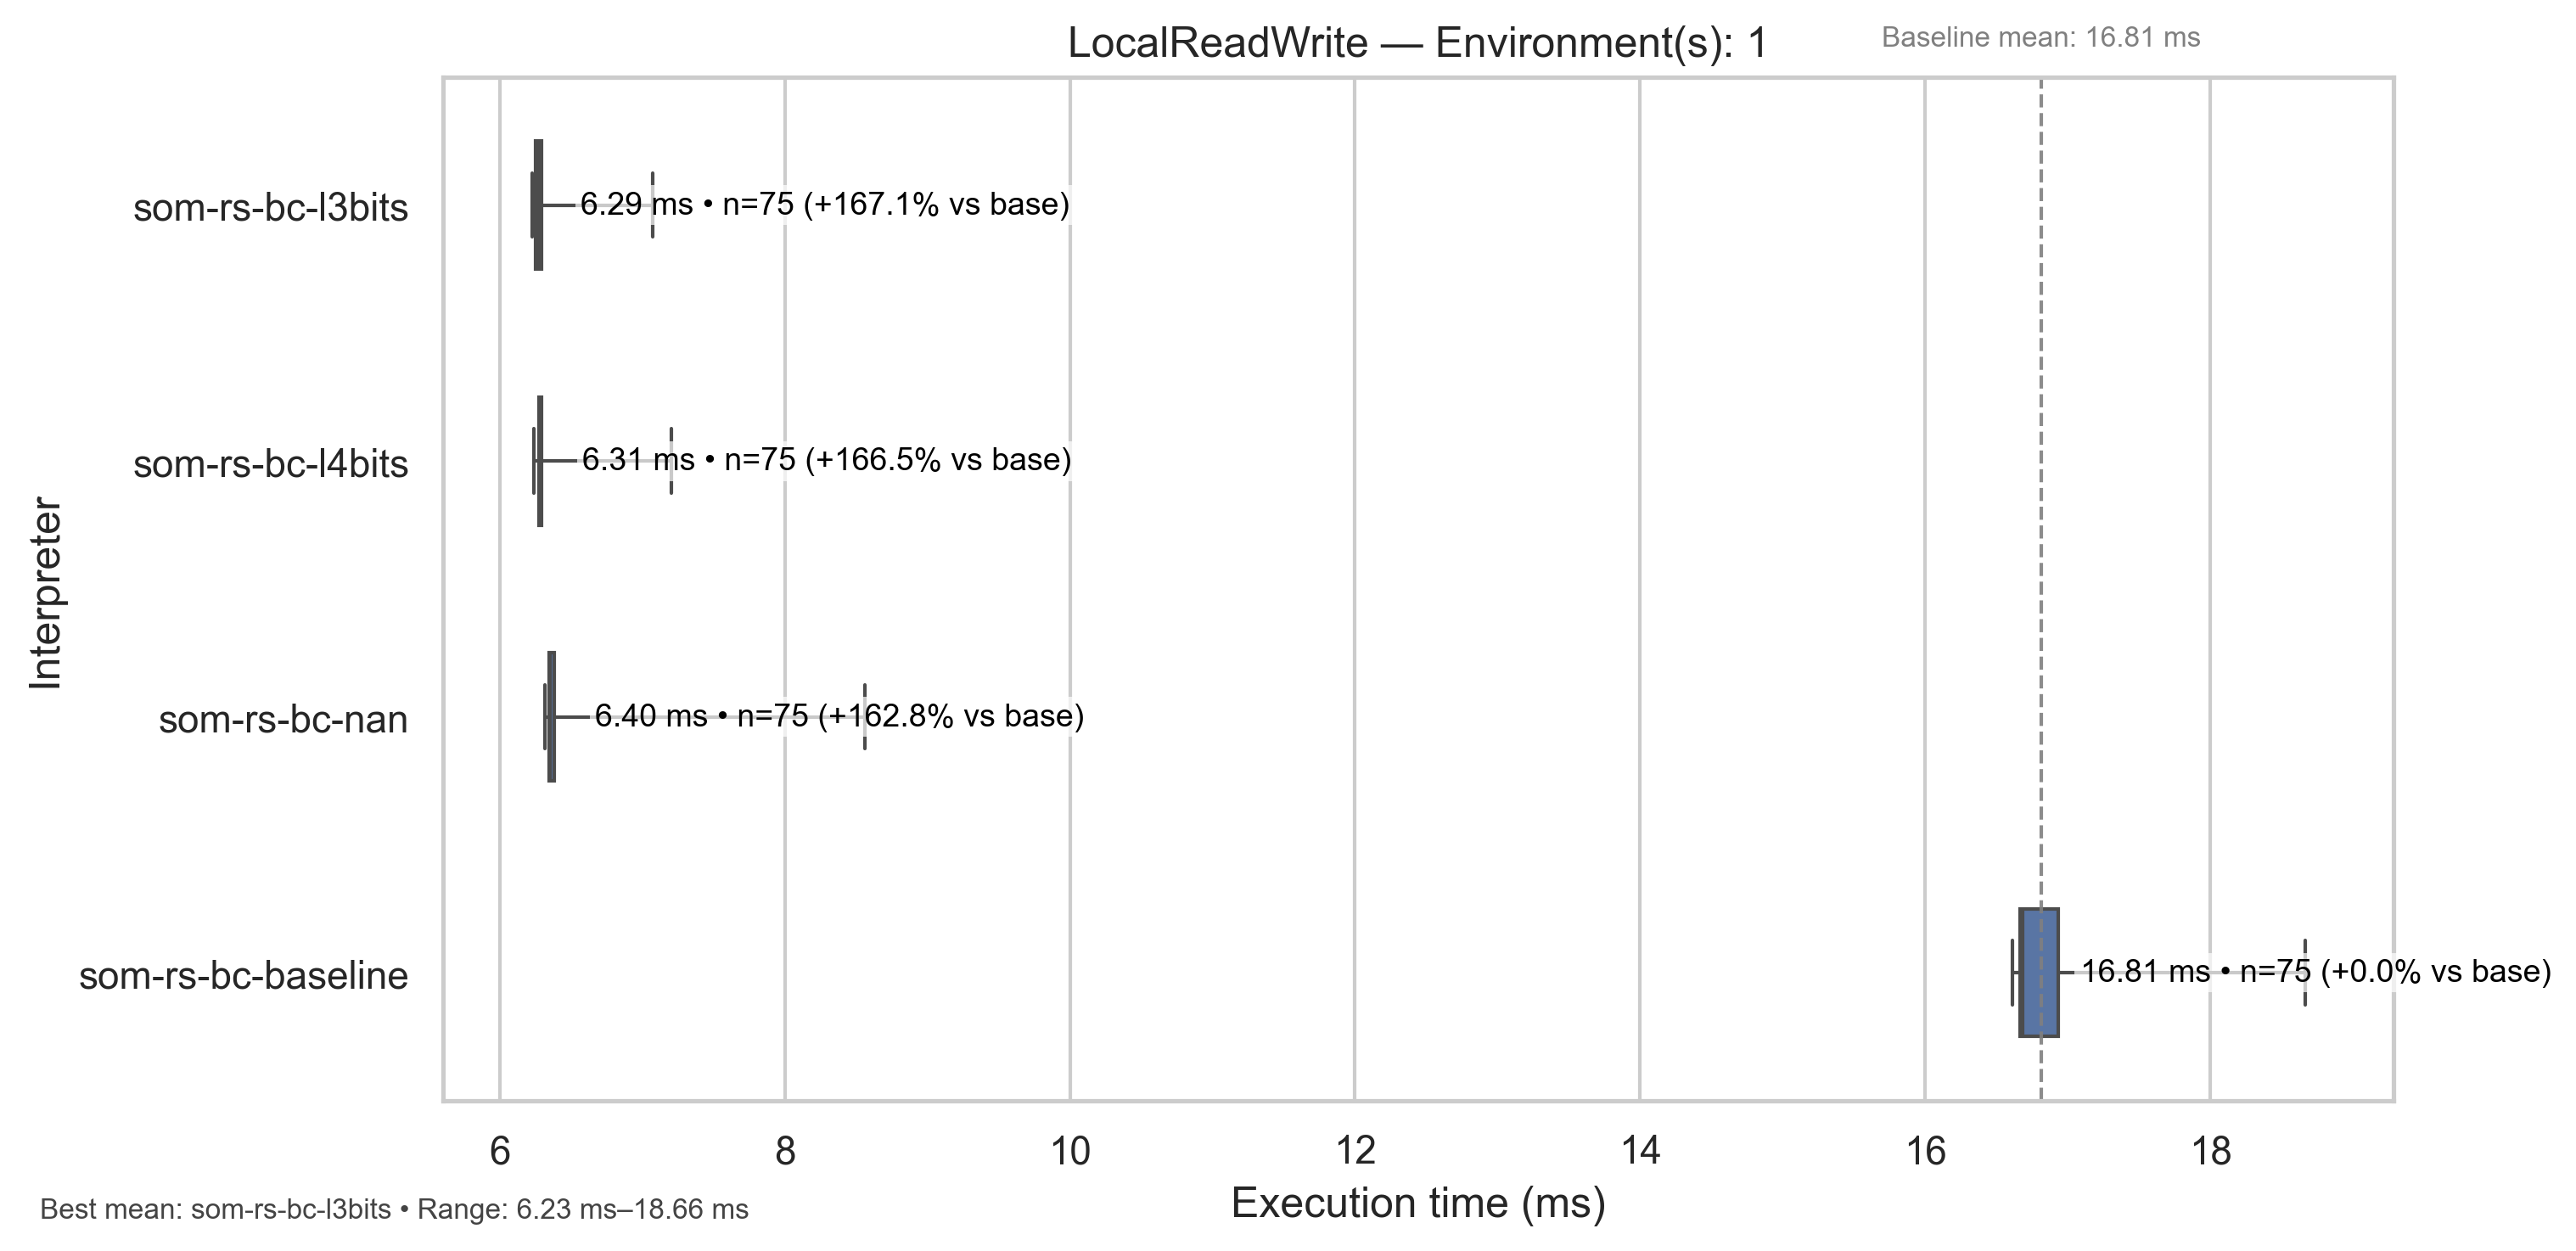 LocalReadWrite — Environment(s): 1
Baseline mean: 16.81 ms
Interpreter
som-rs-bc-l3bits
6.29 ms • n=75 (+167.1% vs base)
som-rs-bc-l4bits
6.31 ms • n=75 (+166.5% vs base)
som-rs-bc-nan
6.40 ms • n=75 (+162.8% vs base)
som-rs-bc-baseline
16.81 ms • n=75 (+0.0% vs base)
6 8 10 12 14 16 18
Execution time (ms)
Best mean: som-rs-bc-l3bits • Range: 6.23 ms–18.66 ms